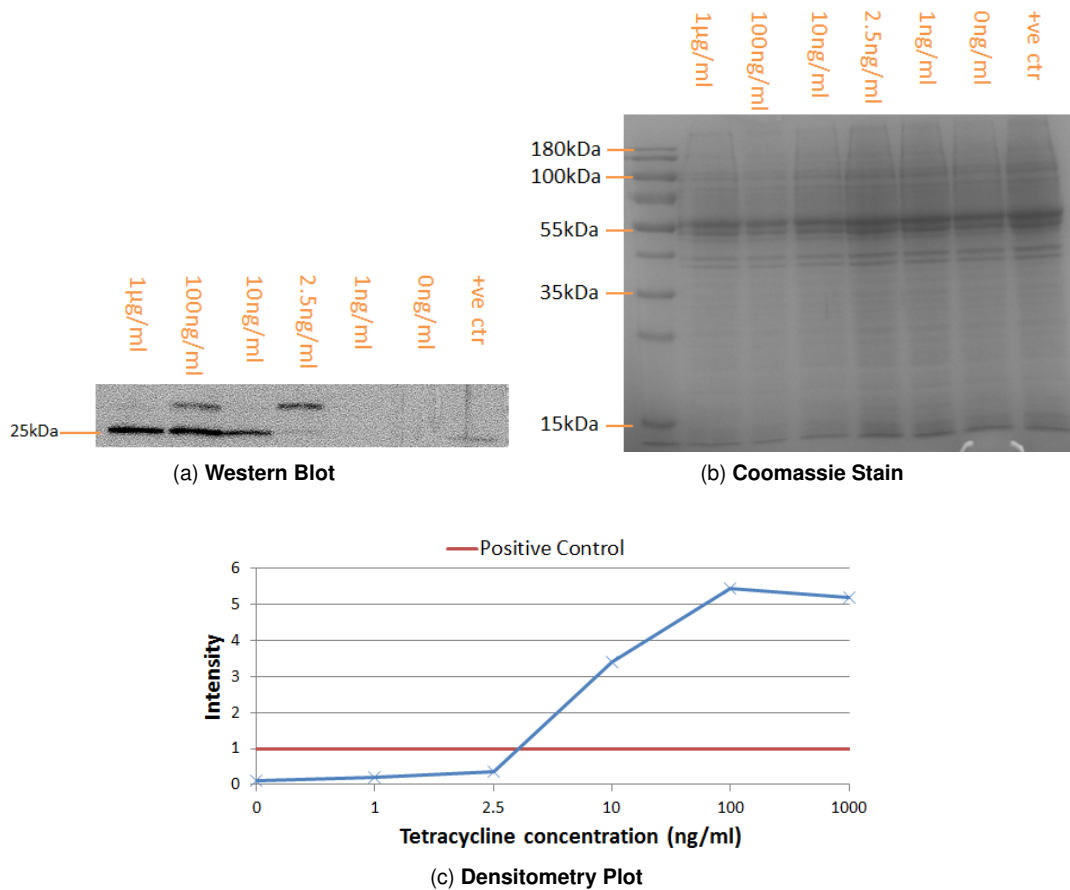 1µg/ml
100ng/ml
10ng/ml
2.5ng/ml
1ng/ml
0ng/ml
+ve ctr
25kDa
(a) Western Blot
1µg/ml
100ng/ml
10ng/ml
2.5ng/ml
1ng/ml
0ng/ml
+ve ctr
180kDa
100kDa
55kDa
35kDa
15kDa
(b) Coomassie Stain
Positive Control
6
5
4
3
2
1
0
Intensity
0 1 2.5 10 100 1000
Tetracycline concentration (ng/ml)
(c) Densitometry Plot